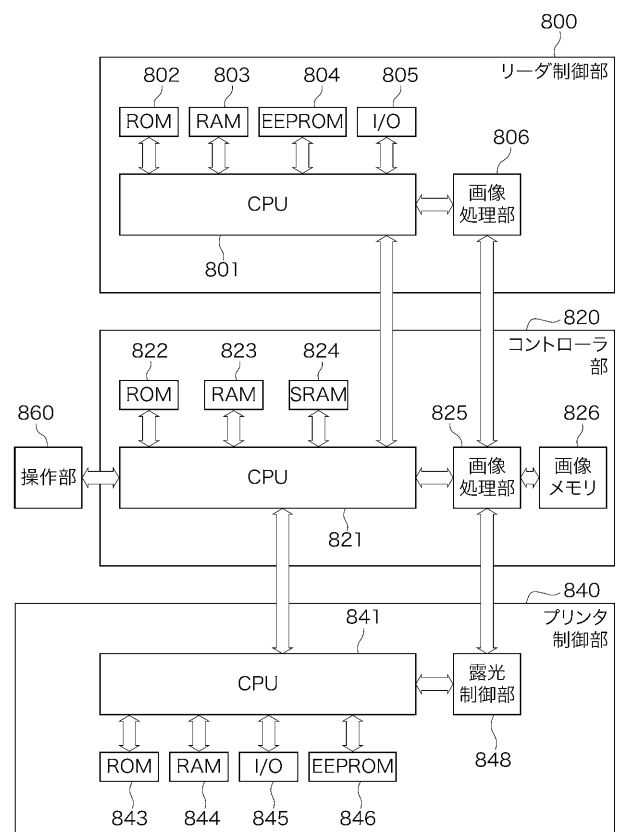 800
リーダ制御部
802
803
804
805
ROM
RAM
EEPROM
I/O
806
CPU
画像
処理部
801
820
コントローラ
部
822
823
824
ROM
RAM
SRAM
825
826
860
操作部
CPU
画像
処理部
画像
メモリ
821
840
プリンタ
制御部
841
CPU
露光
制御部
848
ROM
RAM
I/O
EEPROM
843
844
845
846